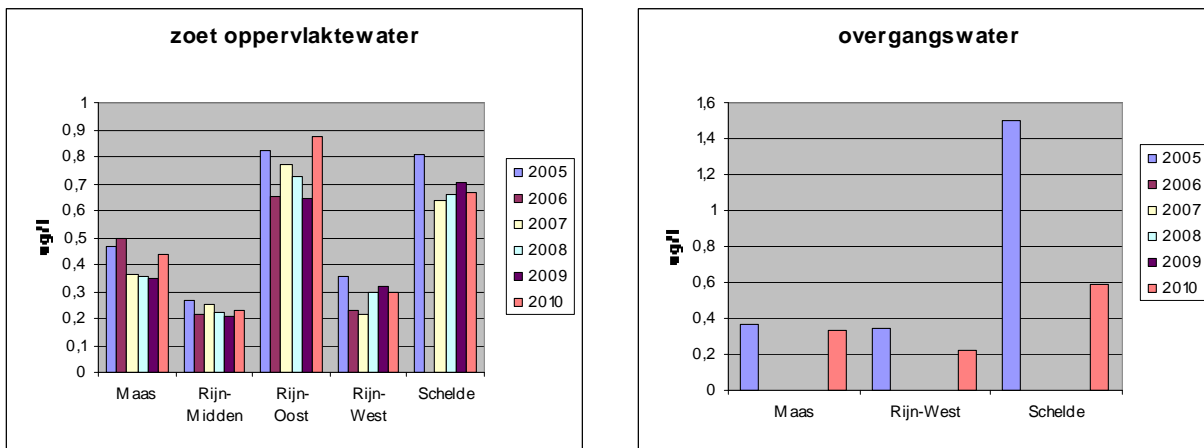 zoet oppervlaktewater
1
0,9
0,8
0,7
0,6
0,5
0,4
0,3
0,2
0,1
0
ug/l
Maas
Rijn-
Midden
Rijn-
Oost
Rijn-
West
Schelde
2005
2006
2007
2008
2009
2010
overgangswater
1,6
1,4
1,2
1
0,8
0,6
0,4
0,2
0
ug/l
Maas
Rijn-West
Schelde
2005
2006
2007
2008
2009
2010